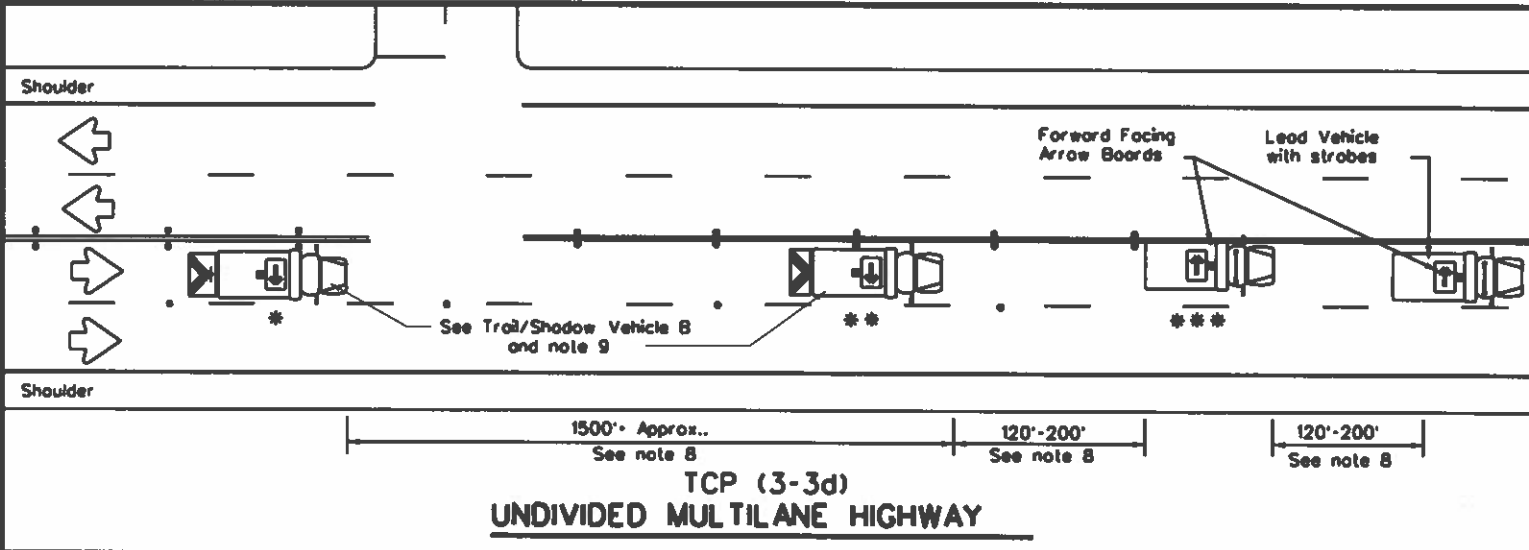 Shoulder
Forward Facing
Arrow Boards
Lead Vehicle
with strobes
*
* *
* * *
See Trail/Shadow Vehicle B
and note 9
Shoulder
1500'+ Approx..
See note 8
120'-200'
See note 8
120'-200'
See note 8
TCP (3-3d)
UNDIVIDED MULTILANE HIGHWAY